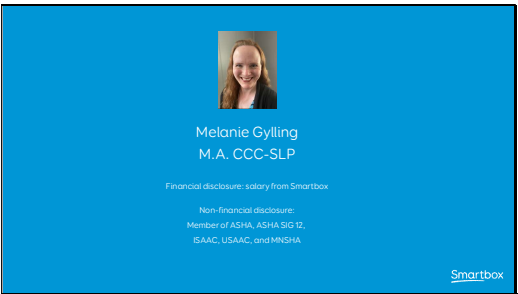 Melanie Gylling
M.A. CCC-SLP
Financial disclosure: salary from Smartbox
Non-financial disclosure:
Member of ASHA, ASHA SIG 12,
ISAAC, USAAC, and MNSHA
Smartbox